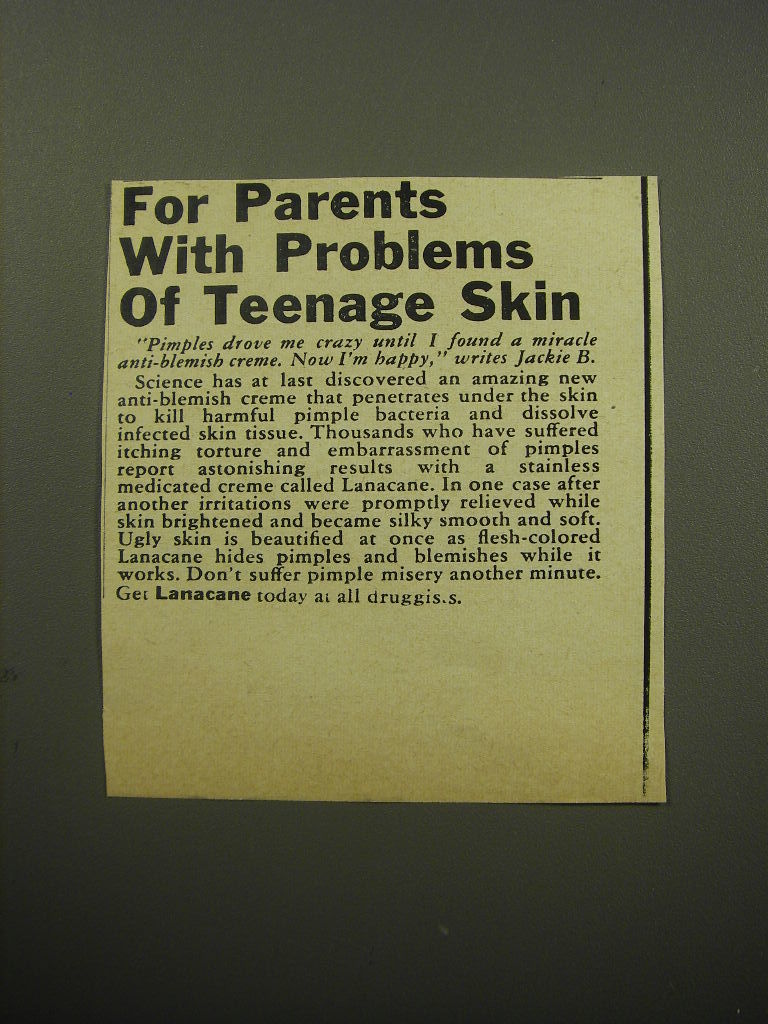 For Parents
With Problems
Of Teenage Skin
"Pimples drove me crazy until I found a miracle
anti-blemish creme. Now I'm happy," writes Jackie B.
Science has at last discovered an amazing new
anti-blemish creme that penetrates under the skin
to kill harmful pimple bacteria and dissolve
infected skin tissue. Thousands who have suffered
itching torture and embarrassment of pimples
report astonishing results with a stainless
medicated creme called Lanacane. In one case after
another irritations were promptly relieved while
skin brightened and became silky smooth and soft.
Ugly skin is beautified at once as flesh-colored
Lanacane hides pimples and blemishes while it
works. Don't suffer pimple misery another minute.
Get Lanacane today at all druggists.